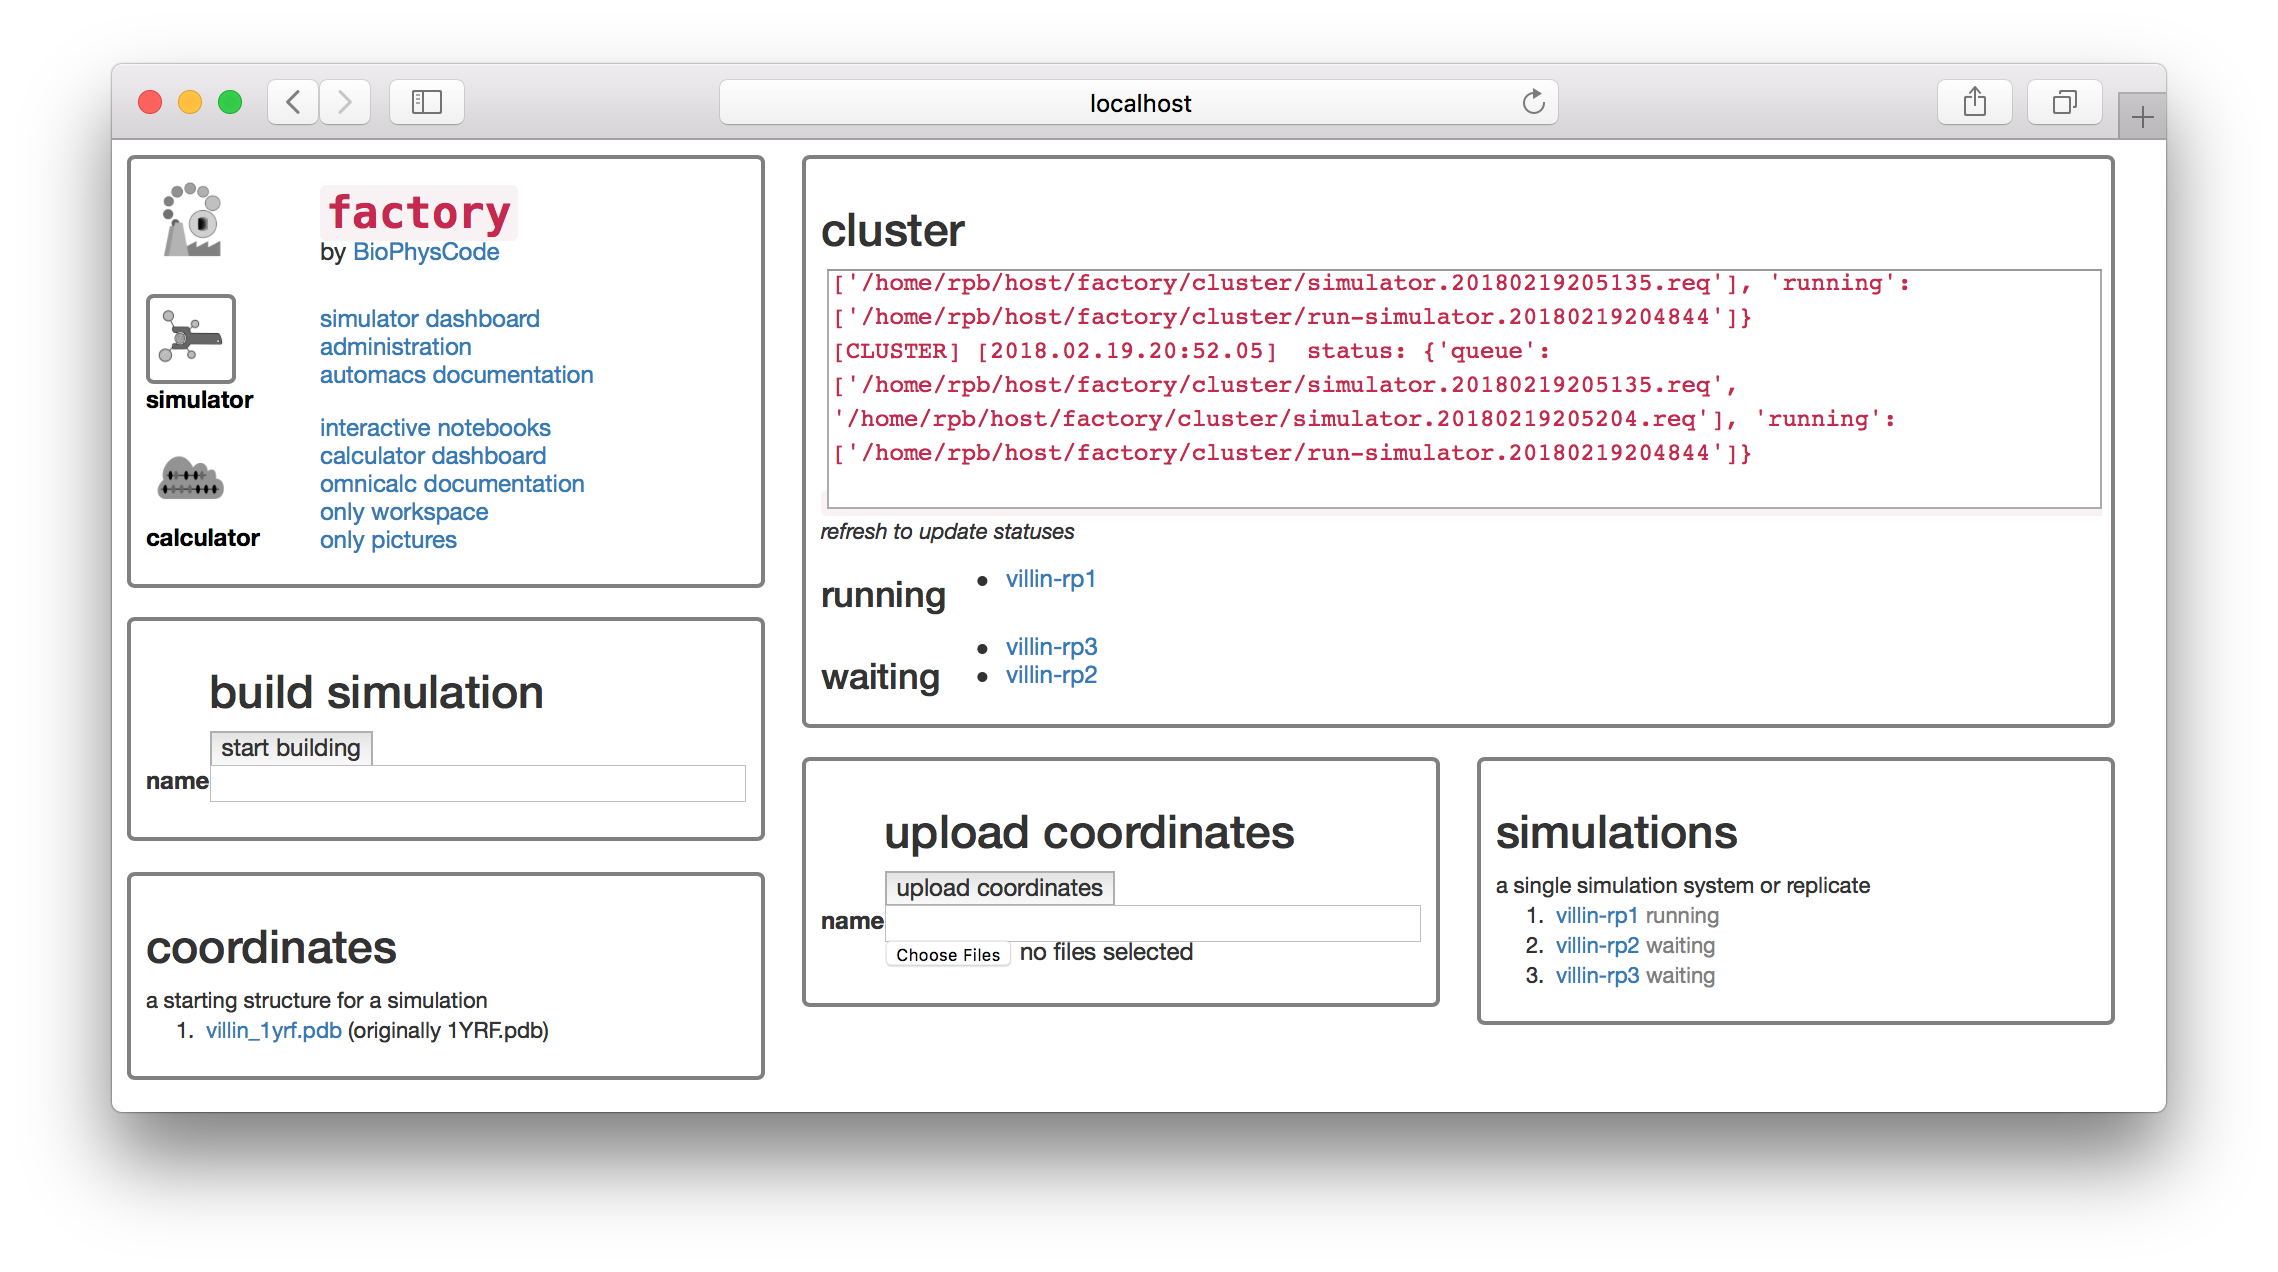 localhost
factory
by BioPhysCode
simulator dashboard
administration
automacs documentation
simulator
interactive notebooks
calculator dashboard
omnicalc documentation
only workspace
only pictures
calculator
build simulation
start building
name
coordinates
a starting structure for a simulation
1. villin_1yrf.pdb (originally 1YRF.pdb)
cluster
['/home/rpb/host/factory/cluster/simulator.20180219205135.req'], 'running':
['/home/rpb/host/factory/cluster/run-simulator.20180219204844']}
[CLUSTER] [2018.02.19.20:52.05]  status: {'queue':
['/home/rpb/host/factory/cluster/simulator.20180219205135.req',
'/home/rpb/host/factory/cluster/simulator.20180219205204.req'], 'running':
['/home/rpb/host/factory/cluster/run-simulator.20180219204844']}
refresh to update statuses
running
• villin-rp1
waiting
• villin-rp3
• villin-rp2
upload coordinates
upload coordinates
name
Choose Files no files selected
simulations
a single simulation system or replicate
1. villin-rp1 running
2. villin-rp2 waiting
3. villin-rp3 waiting